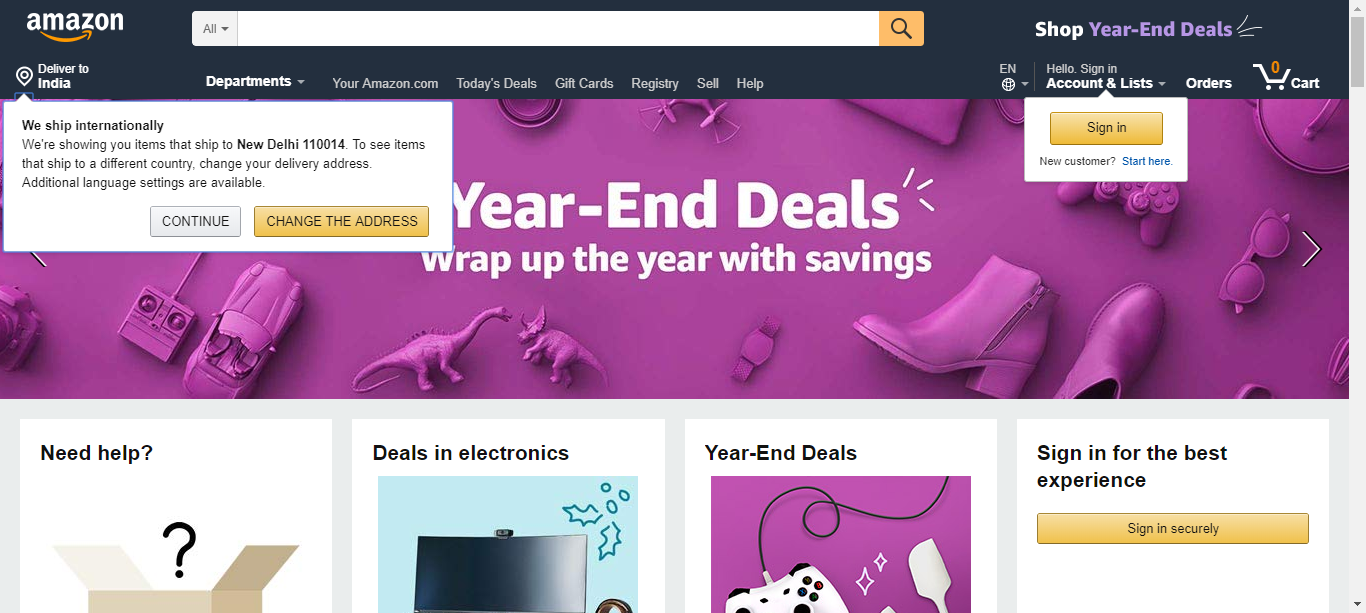 amazon
All
Shop Year-End Deals
Deliver to
India
Departments
Your Amazon.com
Today's Deals
Gift Cards
Registry
Sell
Help
EN
Hello. Sign in
Account & Lists
Orders
0
Cart
We ship internationally
We're showing you items that ship to New Delhi 110014. To see items
that ship to a different country, change your delivery address.
Additional language settings are available.
CONTINUE
CHANGE THE ADDRESS
Sign in
New customer? Start here.
Year-End Deals
Wrap up the year with savings
Need help?
?
Deals in electronics
Year-End Deals
Sign in for the best
experience
Sign in securely